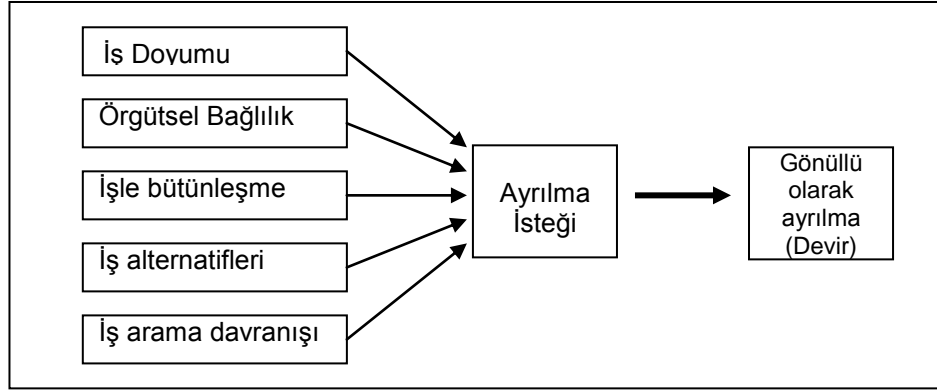 İş Doyumu
Örgütsel Bağlılık
İşle bütünleşme
İş alternatifleri
İş arama davranışı
Ayrılma
İsteği
Gönüllü
olarak
ayrılma
(Devir)